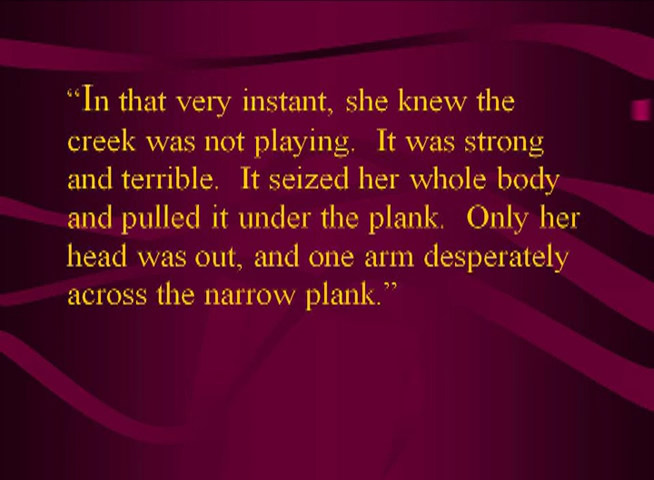 “In that very instant, she knew the
creek was not playing.  It was strong
and terrible.  It seized her whole body
and pulled it under the plank.  Only her
head was out, and one arm desperately
across the narrow plank.”